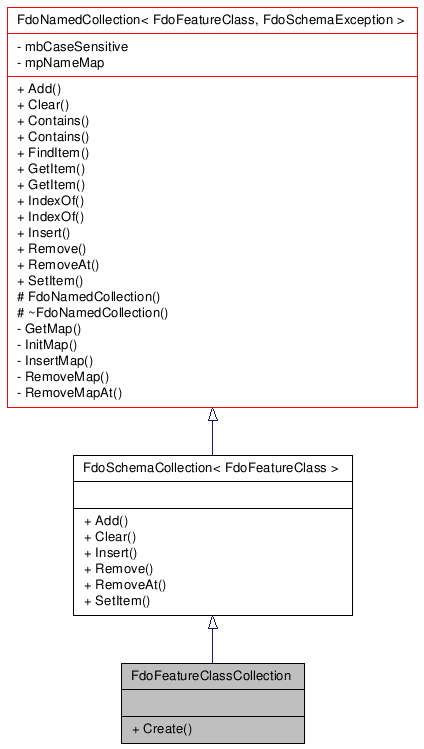 FdoNamedCollection< FdoFeatureClass, FdoSchemaException >
- mbCaseSensitive
- mpNameMap
+ Add()
+ Clear()
+ Contains()
+ Contains()
+ FindItem()
+ GetItem()
+ GetItem()
+ IndexOf()
+ IndexOf()
+ Insert()
+ Remove()
+ RemoveAt()
+ SetItem()
# FdoNamedCollection()
# ~FdoNamedCollection()
- GetMap()
- InitMap()
- InsertMap()
- RemoveMap()
- RemoveMapAt()
FdoSchemaCollection< FdoFeatureClass >
+ Add()
+ Clear()
+ Insert()
+ Remove()
+ RemoveAt()
+ SetItem()
FdoFeatureClassCollection
+ Create()